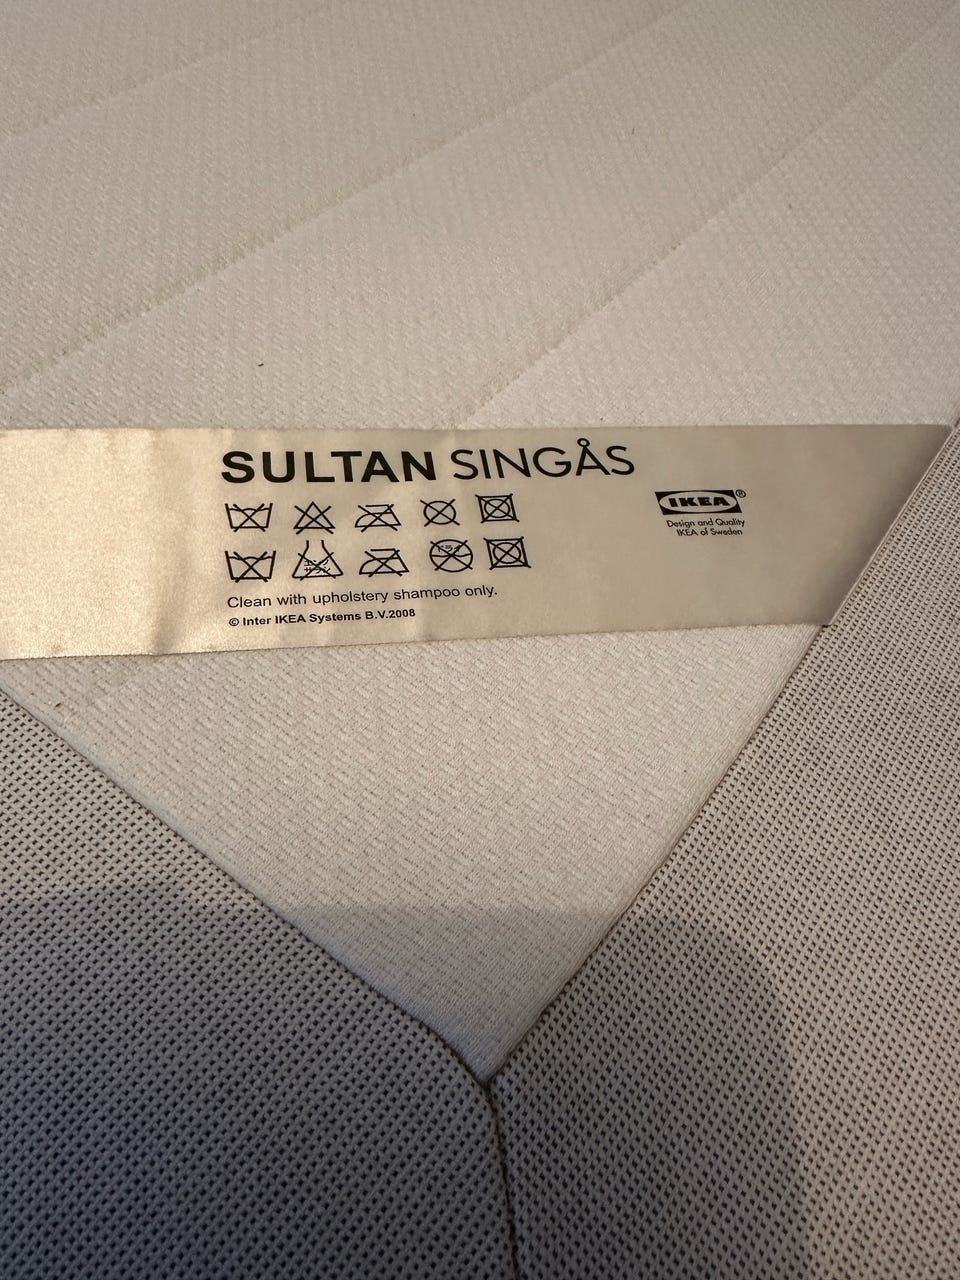 SULTAN SINGÅS
IKEA®
Design and Quality
IKEA of Sweden
Clean with upholstery shampoo only.
© Inter IKEA Systems B.V.2008